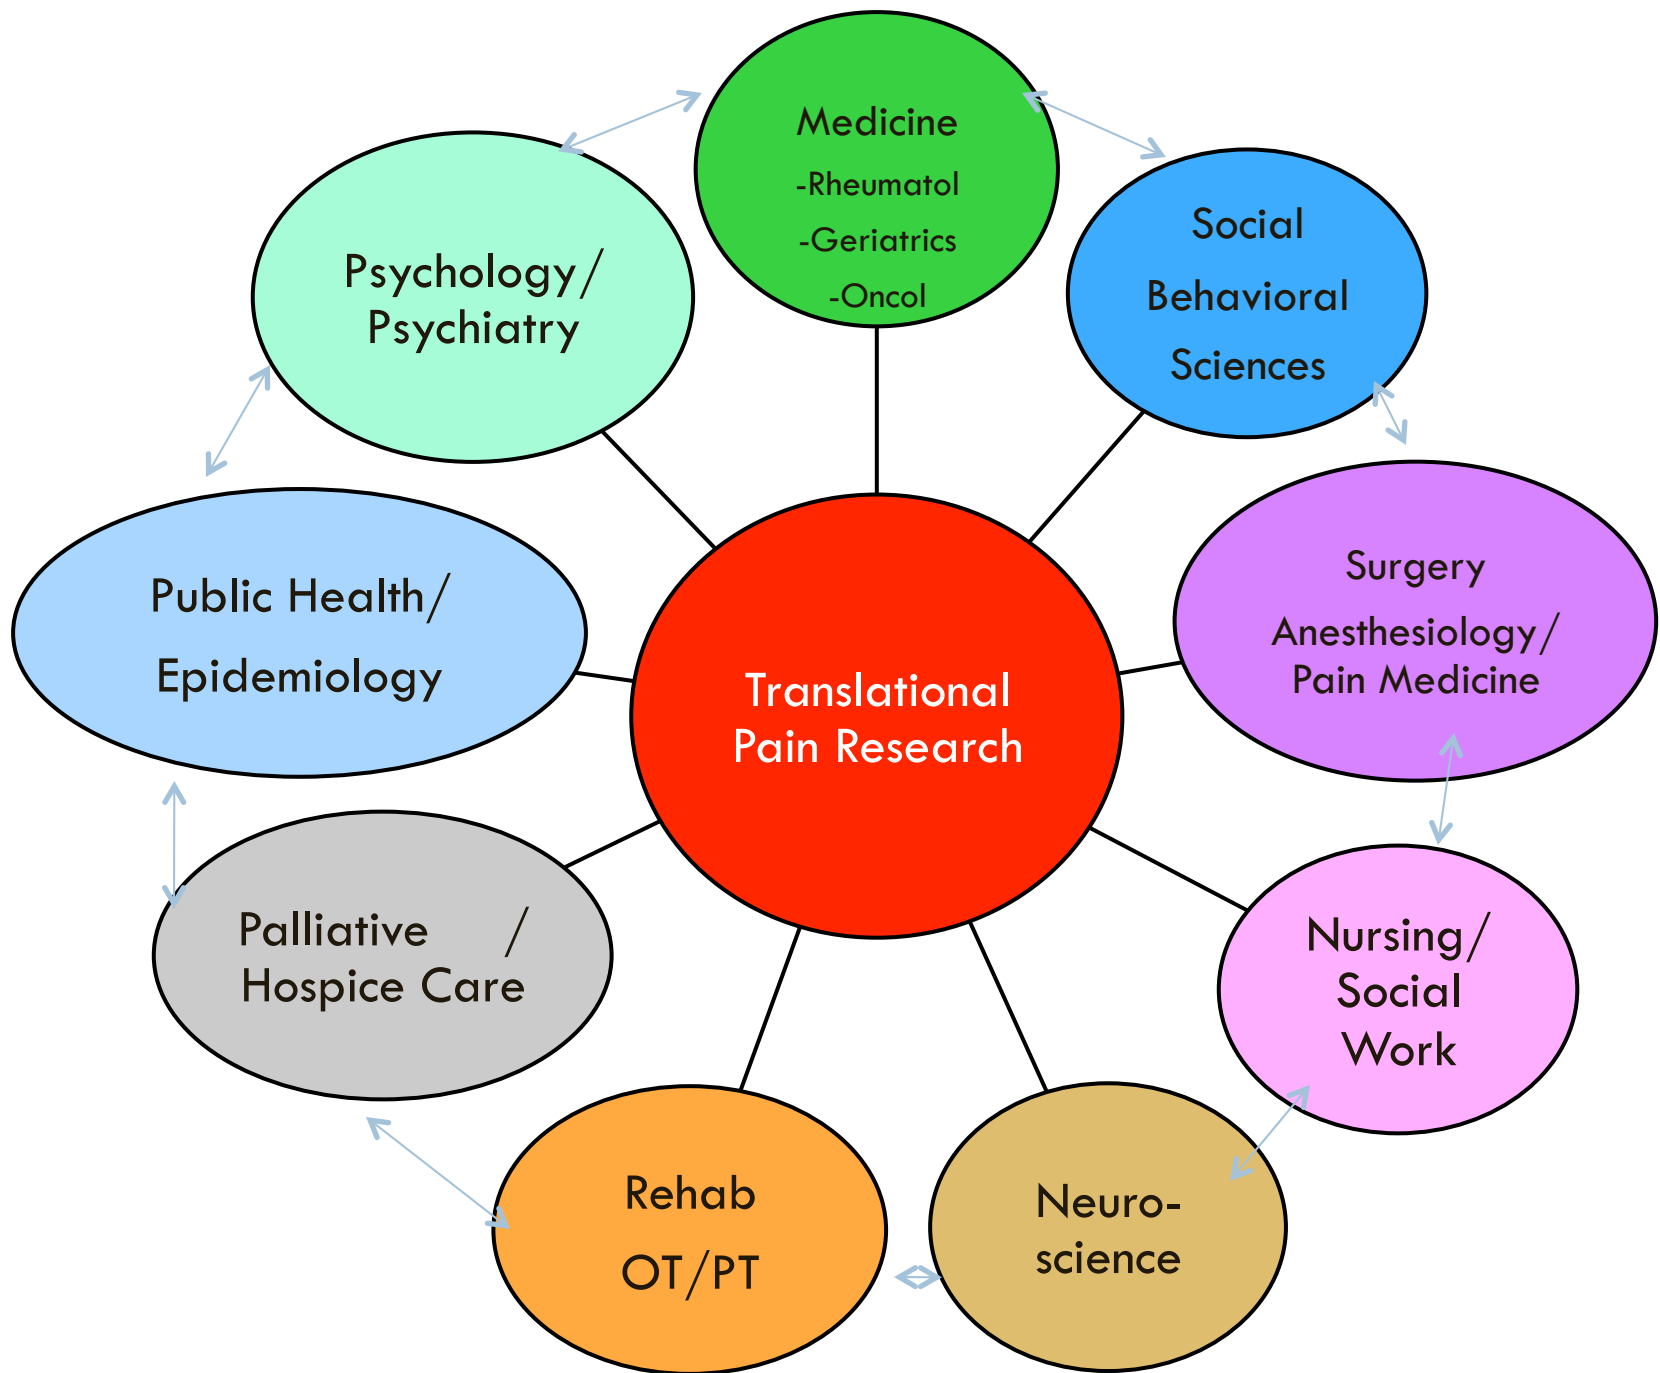 Medicine
-Rheumatol
-Geriatrics
-Oncol
Social
Behavioral
Sciences
Psychology/
Psychiatry
Surgery
Anesthesiology/
Pain Medicine
Public Health/
Epidemiology
Translational
Pain Research
Palliative /
Hospice Care
Nursing/
Social
Work
Rehab
OT/PT
Neuro-
science